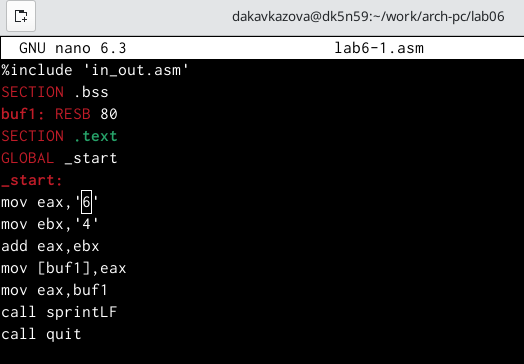 dakavkazova@dk5n59:~/work/arch-pc/lab06
GNU nano 6.3 lab6-1.asm
%include 'in_out.asm'
SECTION .bss
buf1: RESB 80
SECTION .text
GLOBAL _start
_start:
mov eax,'6'
mov ebx,'4'
add eax,ebx
mov [buf1],eax
mov eax,buf1
call sprintLF
call quit